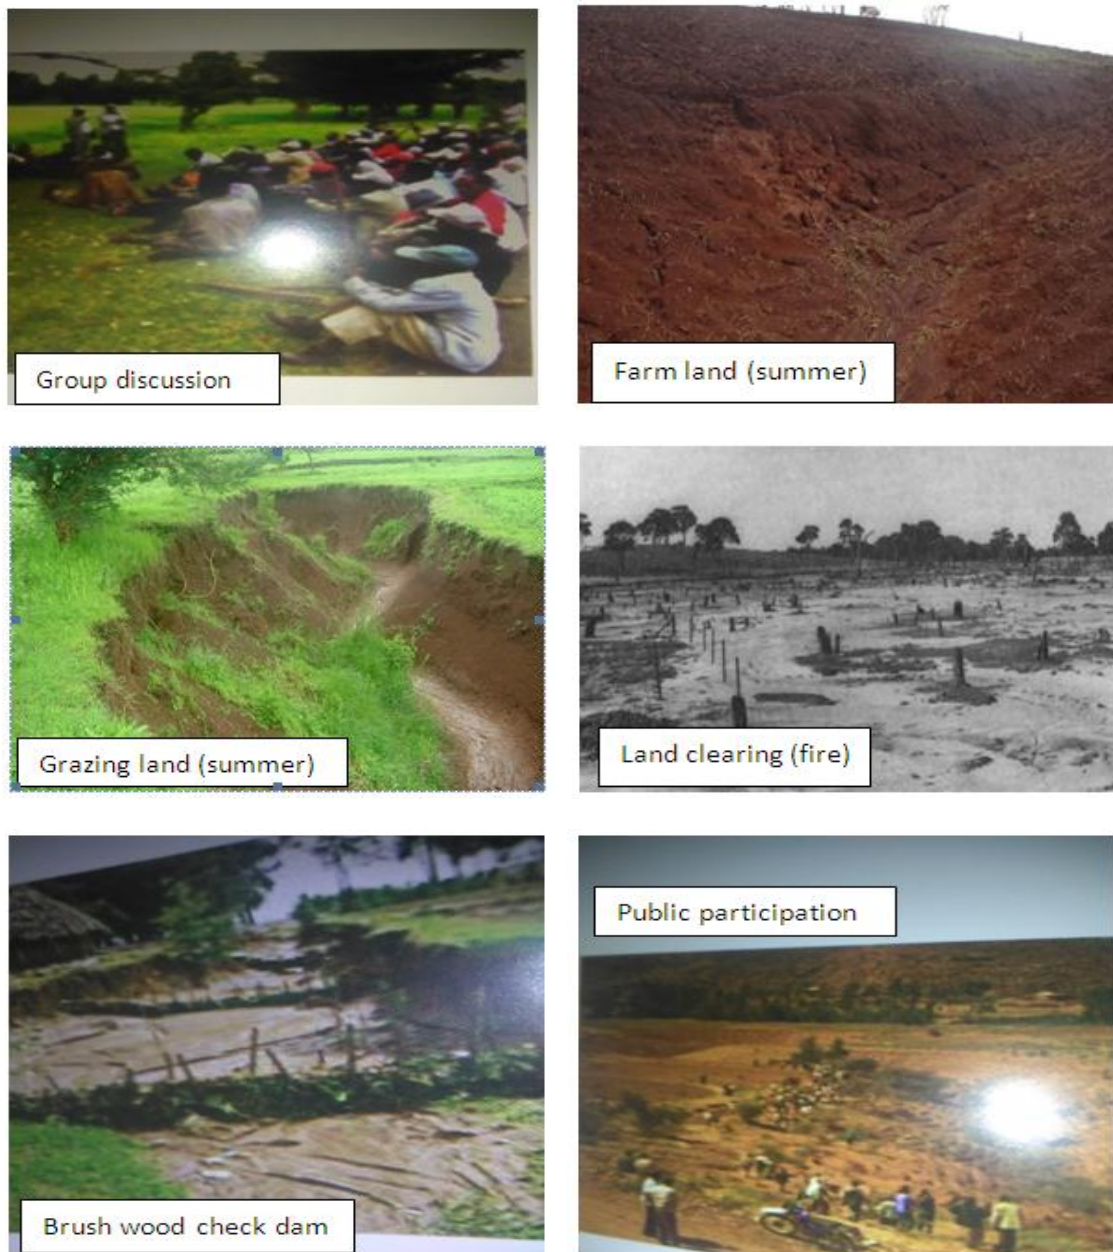 Group discussion
Farm land (summer)
Grazing land (summer)
Land clearing (fire)
Public participation
Brush wood check dam